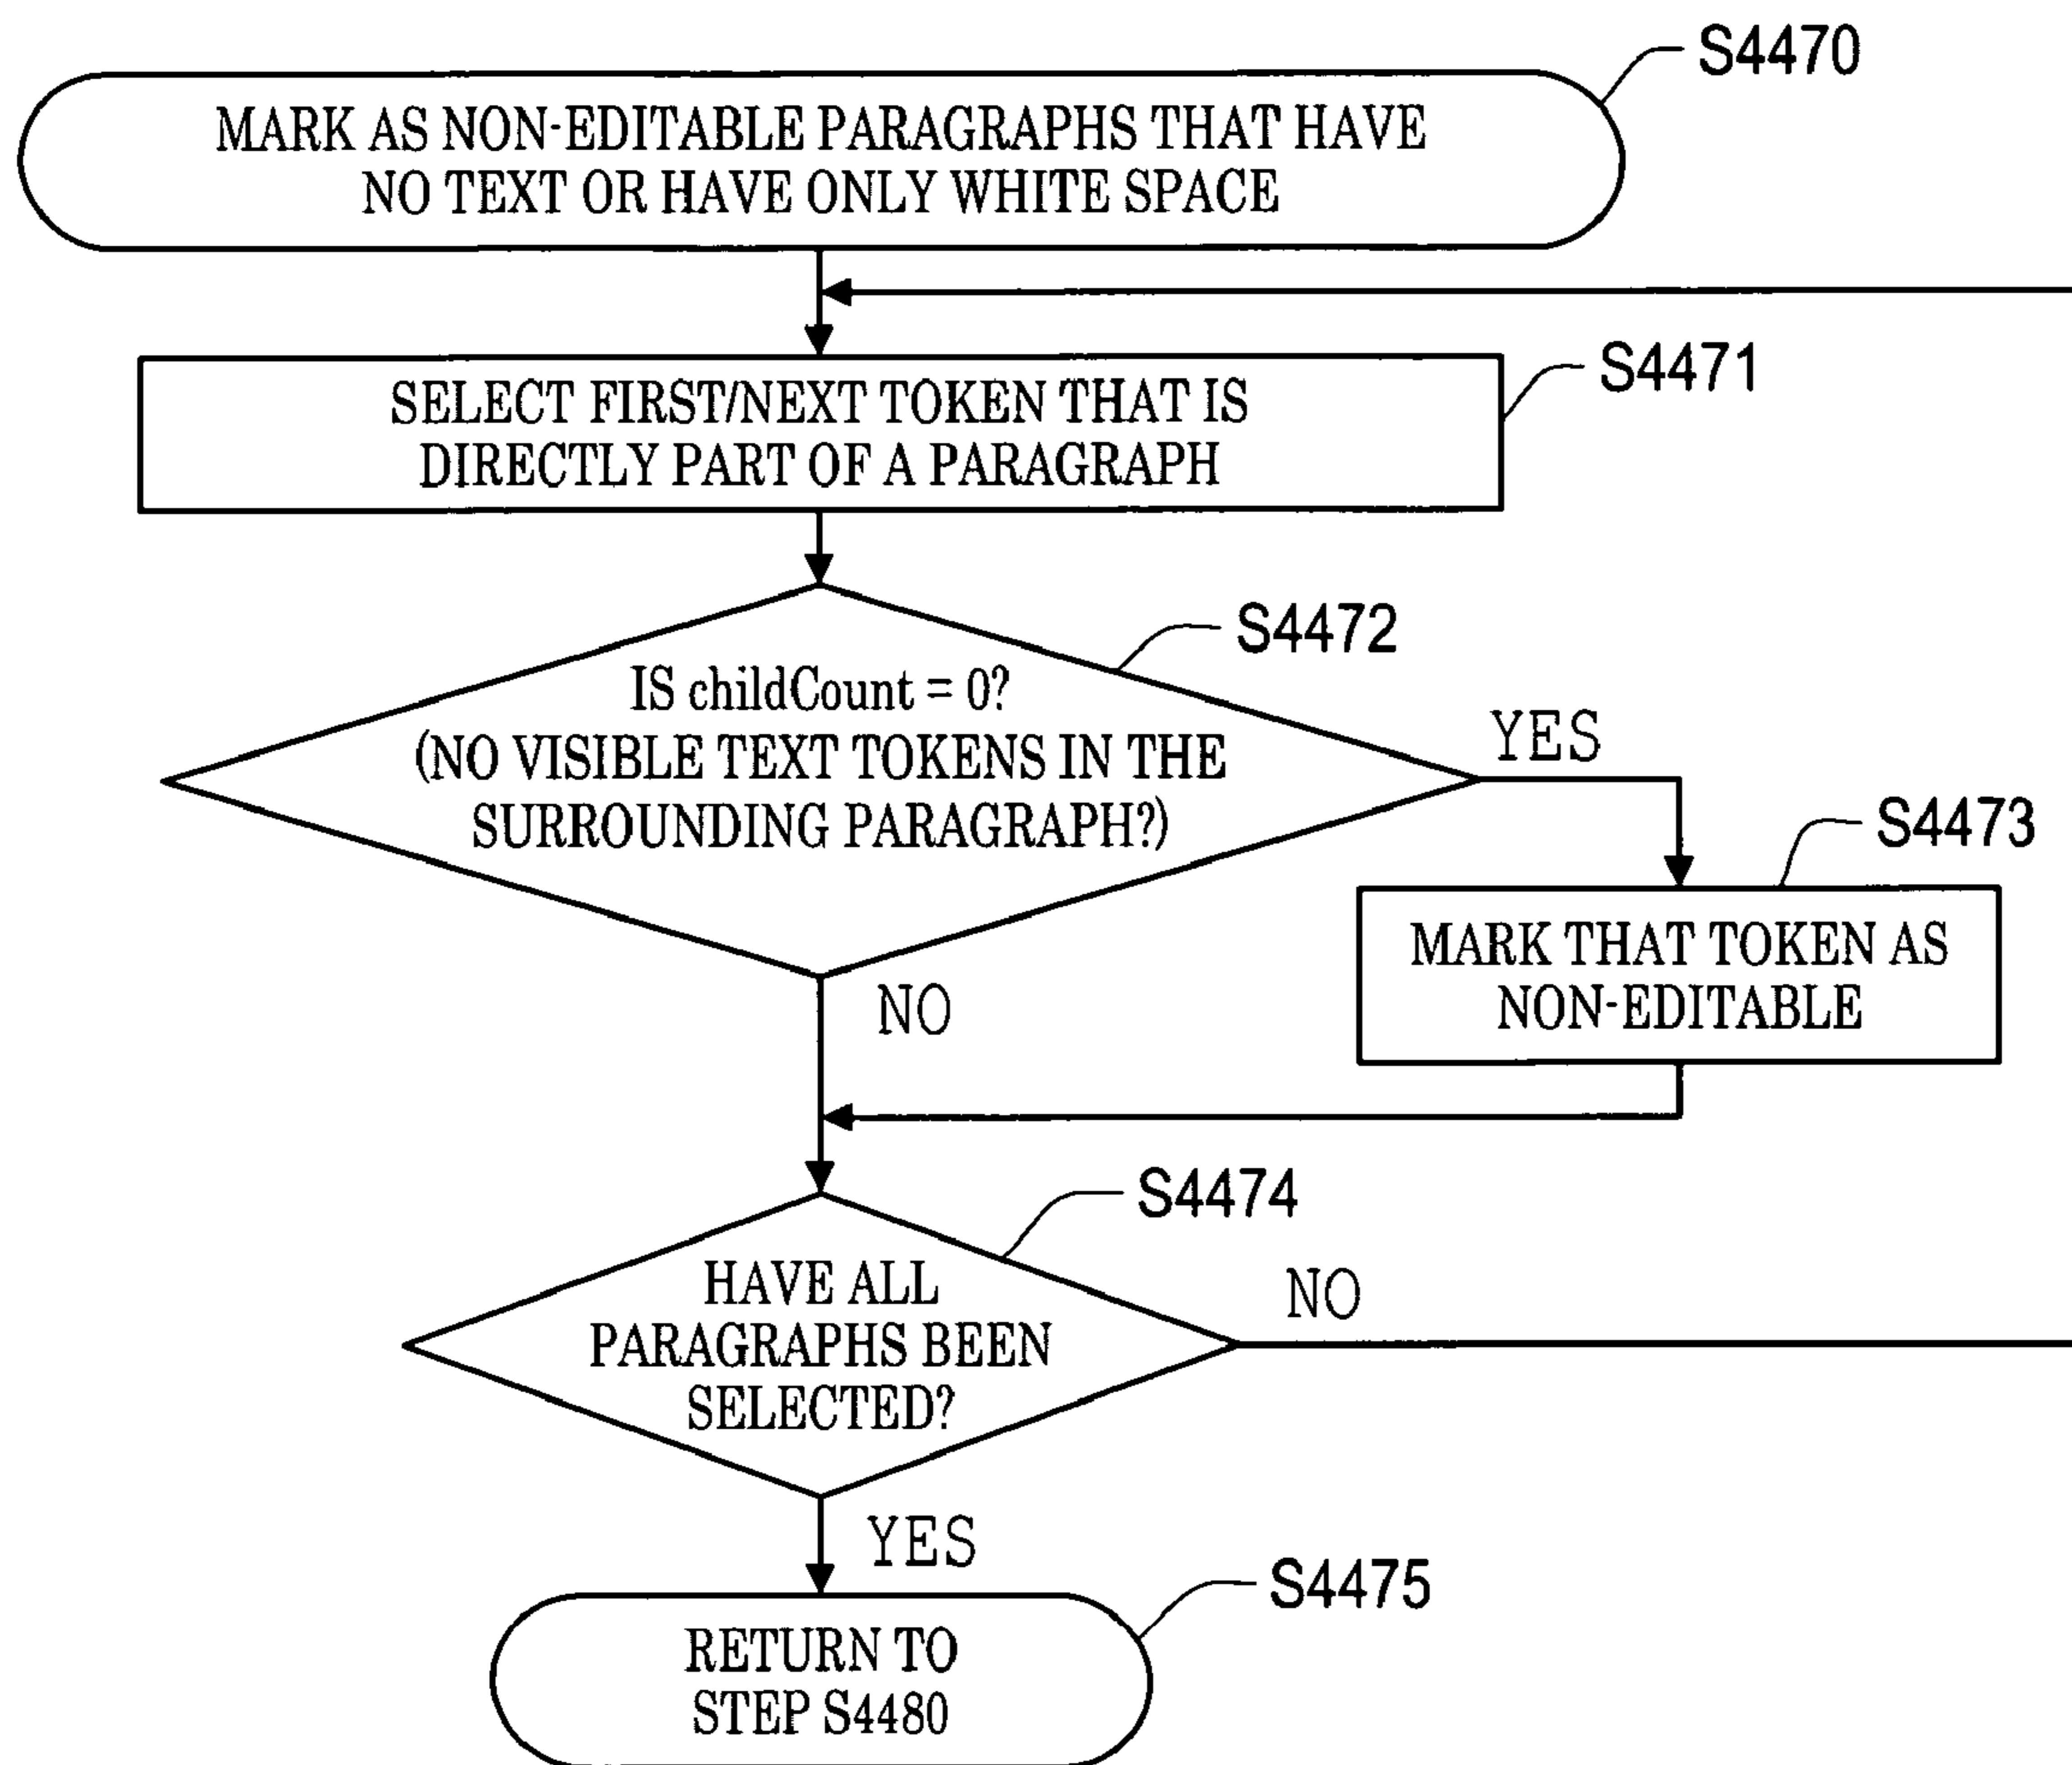 S4470
MARK AS NON-EDITABLE PARAGRAPHS THAT HAVE
NO TEXT OR HAVE ONLY WHITE SPACE
S4471
SELECT FIRST/NEXT TOKEN THAT IS
DIRECTLY PART OF A PARAGRAPH
S4472
IS childCount = 0?
(NO VISIBLE TEXT TOKENS IN THE
SURROUNDING PARAGRAPH?)
YES
S4473
MARK THAT TOKEN AS
NON-EDITABLE
NO
S4474
HAVE ALL
PARAGRAPHS BEEN
SELECTED?
NO
YES
S4475
RETURN TO
STEP S4480